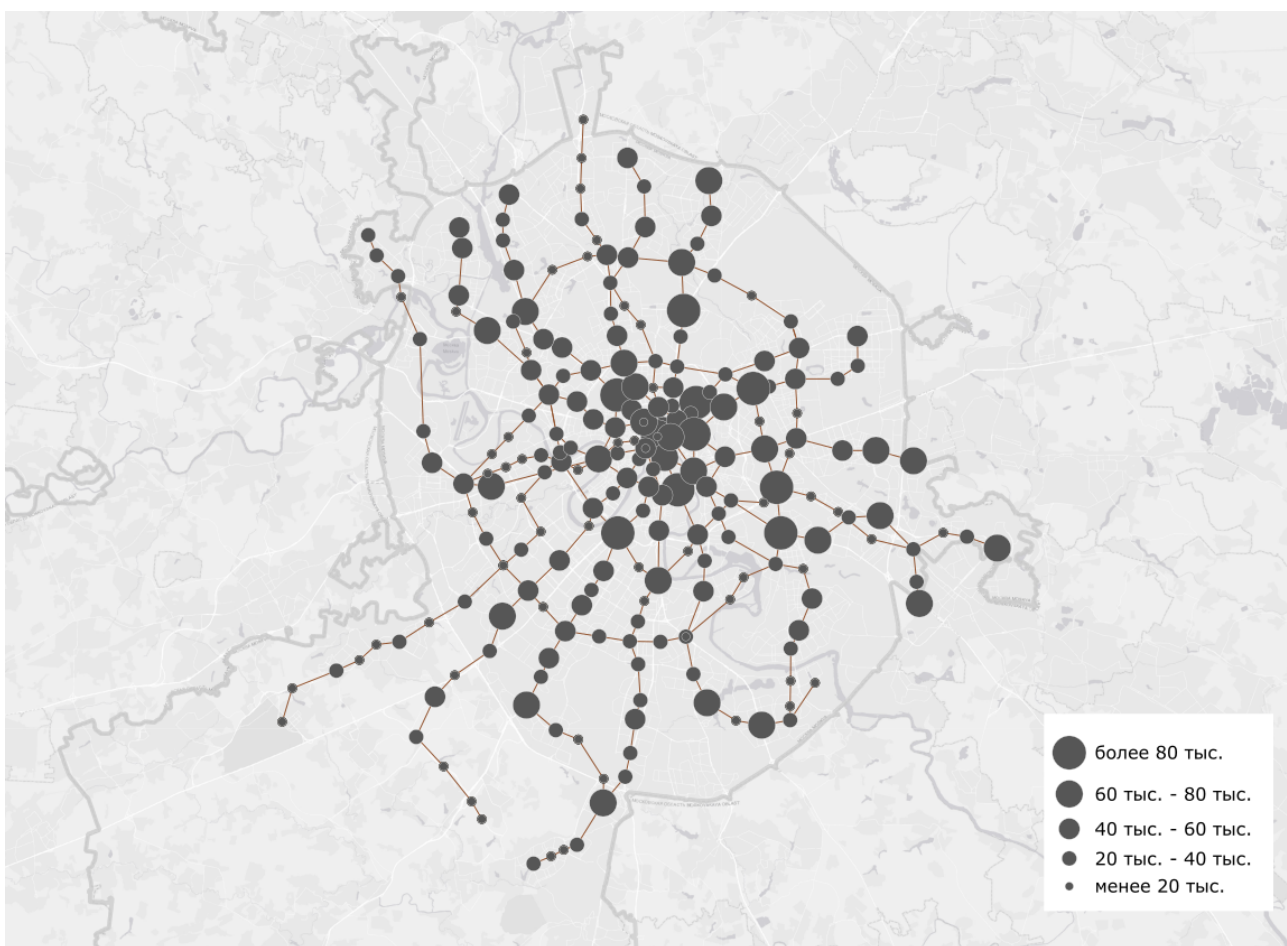 более 80 тыс.
60 тыс. - 80 тыс.
40 тыс. - 60 тыс.
20 тыс. - 40 тыс.
менее 20 тыс.